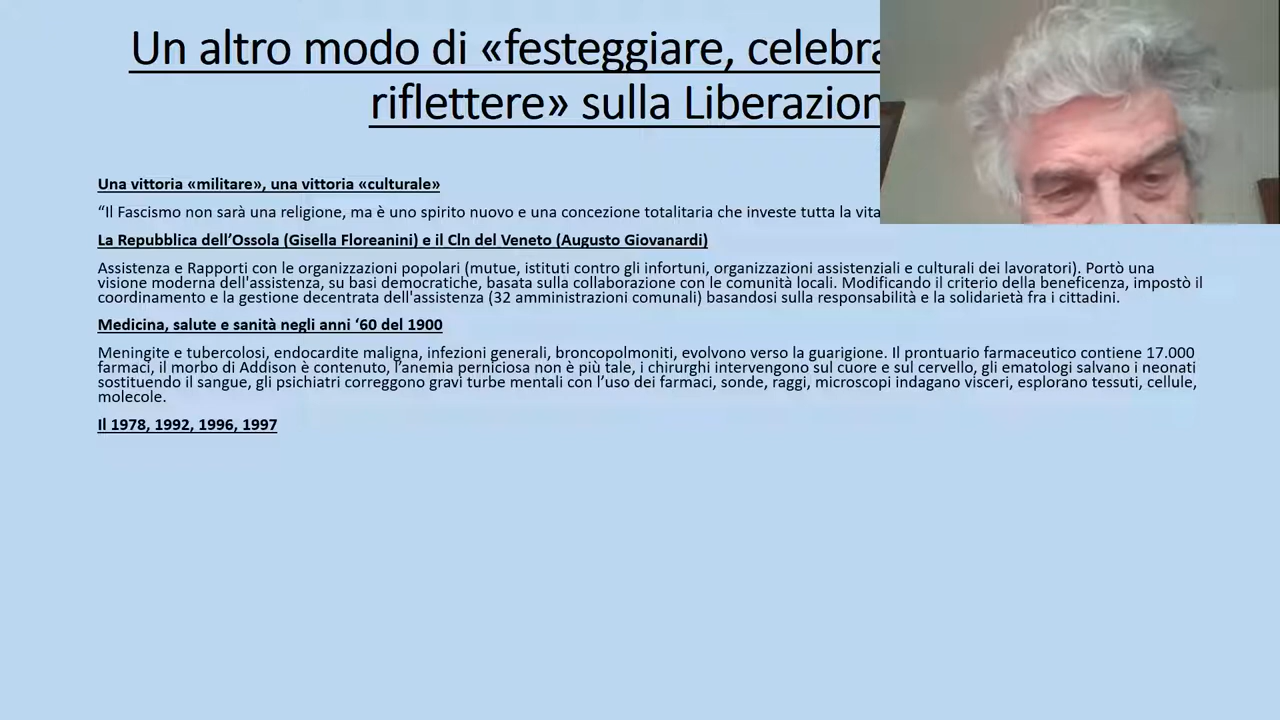 Un altro modo di «festeggiare,
riflettere» sulla
Una vittoria «militare», una vittoria «culturale»
“Il Fascismo non sarà una religione, ma è uno spirito nuovo e una concezione totalitaria che investe tutta la vita
La Repubblica dell’Ossola (Gisella Floreanini) e il Cln del Veneto (Augusto Giovanardi)
Assistenza e Rapporti con le organizzazioni popolari (mutue, istituti contro gli infortuni, organizzazioni assistenziali e culturali dei lavoratori). Portò una
visione moderna dell'assistenza, su basi democratiche, basata sulla collaborazione con le comunità locali. Modificando il criterio della beneficenza, impostò il
coordinamento e la gestione decentrata dell'assistenza (32 amministrazioni comunali) basandosi sulla responsabilità e la solidarietà fra i cittadini.
Medicina, salute e sanità negli anni ‘60 del 1900
Meningite e tubercolosi, endocardite maligna, infezioni generali, broncopolmoniti, evolvono verso la guarigione. Il prontuario farmaceutico contiene 17.000
farmaci, il morbo di Addison è contenuto, l’anemia perniciosa non è più tale, i chirurghi intervengono sul cuore e sul cervello, gli ematologi salvano i neonati
sostituendo il sangue, gli psichiatri correggono gravi turbe mentali con l’uso dei farmaci, sonde, raggi, microscopi indagano visceri, esplorano tessuti, cellule,
molecole.
Il 1978, 1992, 1996, 1997